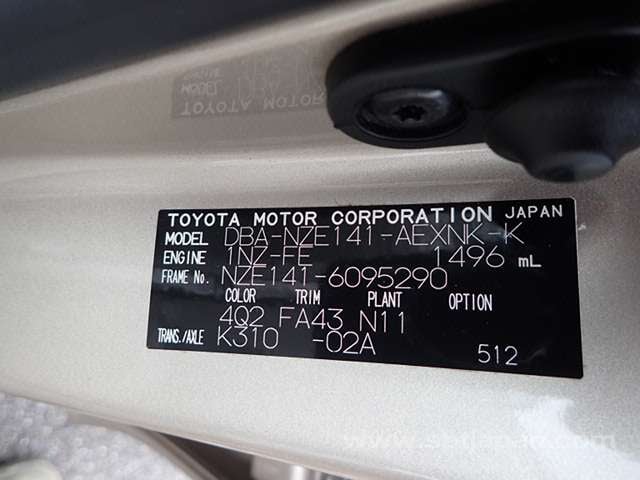 TOYOTA MOTOR CORPORATION JAPAN
MODEL DBA-NZE141-AEXNK-K
ENGINE 1NZ-FE 1496 mL
FRAME No. NZE141-6095290
COLOR TRIM PLANT OPTION
4Q2 FA43 N11
TRANS./AXLE K310 -02A
512